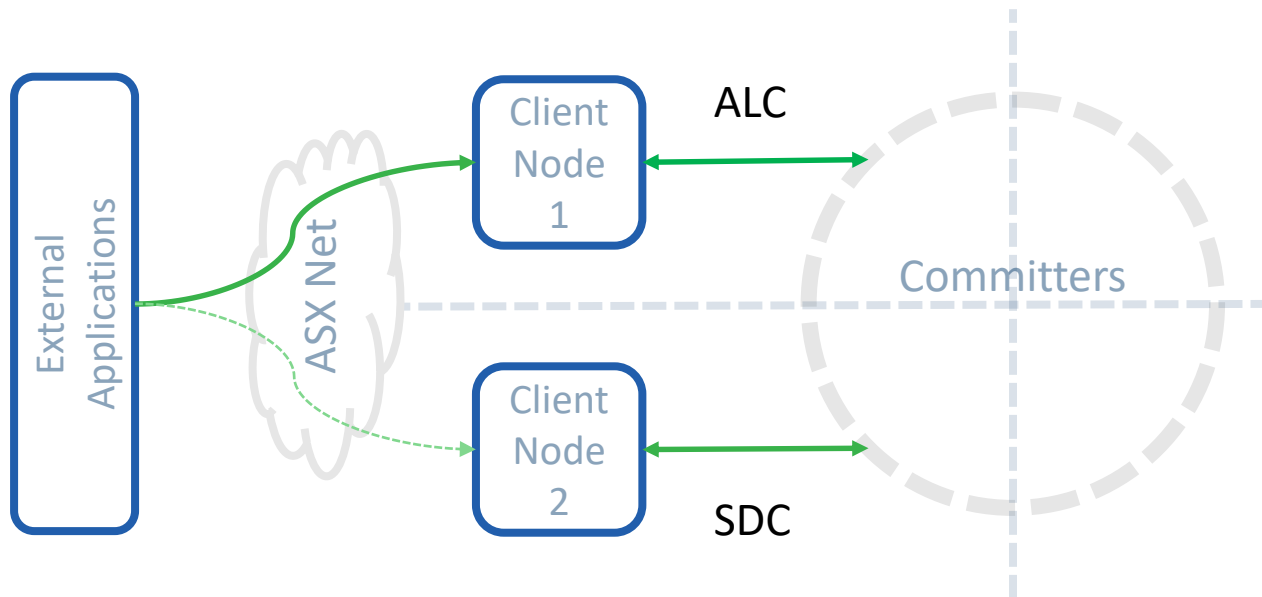 External
Applications
ASX Net
Client
Node
1
ALC
Committers
Client
Node
2
SDC